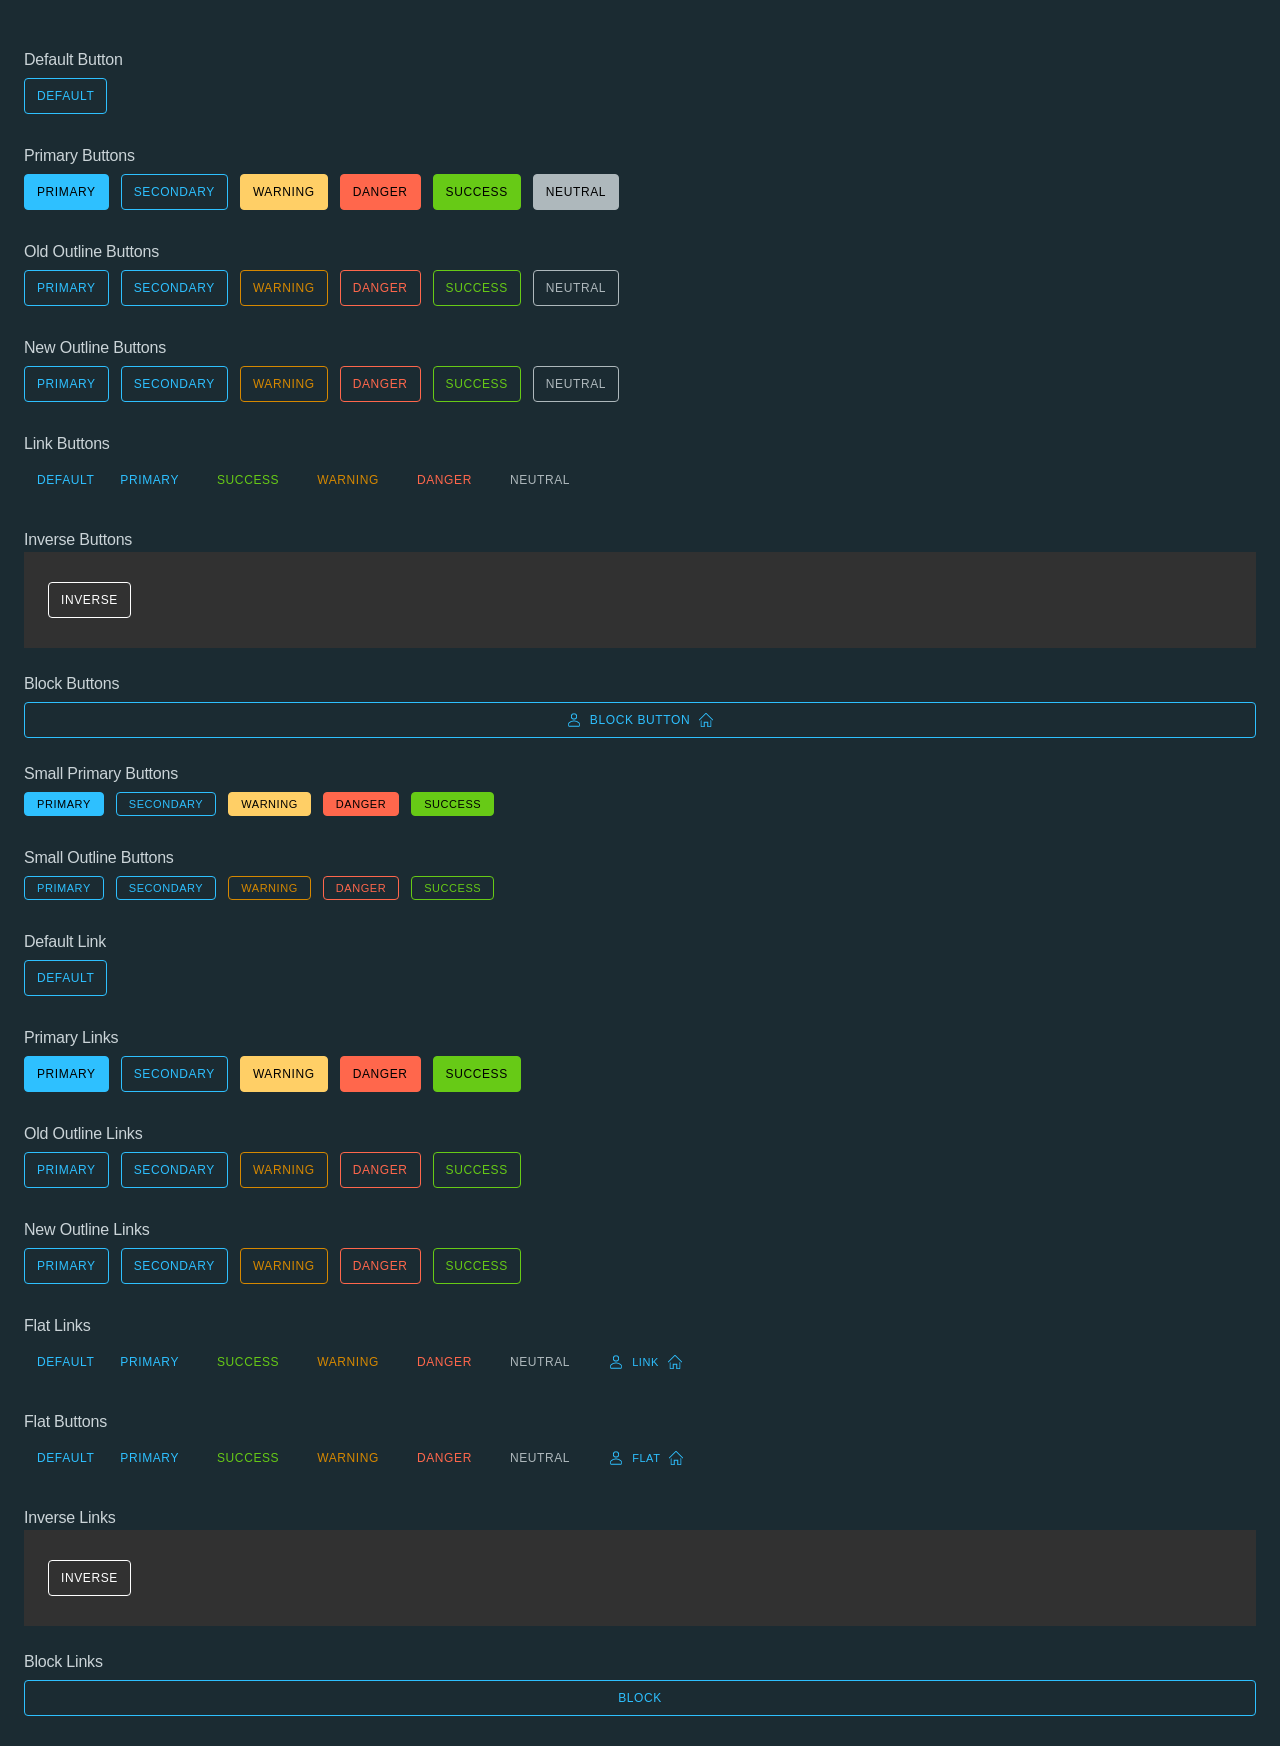 Default Button
DEFAULT
Primary Buttons
PRIMARY SECONDARY WARNING DANGER SUCCESS NEUTRAL
Old Outline Buttons
PRIMARY SECONDARY WARNING DANGER SUCCESS NEUTRAL
New Outline Buttons
PRIMARY SECONDARY WARNING DANGER SUCCESS NEUTRAL
Link Buttons
DEFAULT PRIMARY SUCCESS WARNING DANGER NEUTRAL
Inverse Buttons
INVERSE
Block Buttons
BLOCK BUTTON
Small Primary Buttons
PRIMARY SECONDARY WARNING DANGER SUCCESS
Small Outline Buttons
PRIMARY SECONDARY WARNING DANGER SUCCESS
Default Link
DEFAULT
Primary Links
PRIMARY SECONDARY WARNING DANGER SUCCESS
Old Outline Links
PRIMARY SECONDARY WARNING DANGER SUCCESS
New Outline Links
PRIMARY SECONDARY WARNING DANGER SUCCESS
Flat Links
DEFAULT PRIMARY SUCCESS WARNING DANGER NEUTRAL LINK
Flat Buttons
DEFAULT PRIMARY SUCCESS WARNING DANGER NEUTRAL FLAT
Inverse Links
INVERSE
Block Links
BLOCK